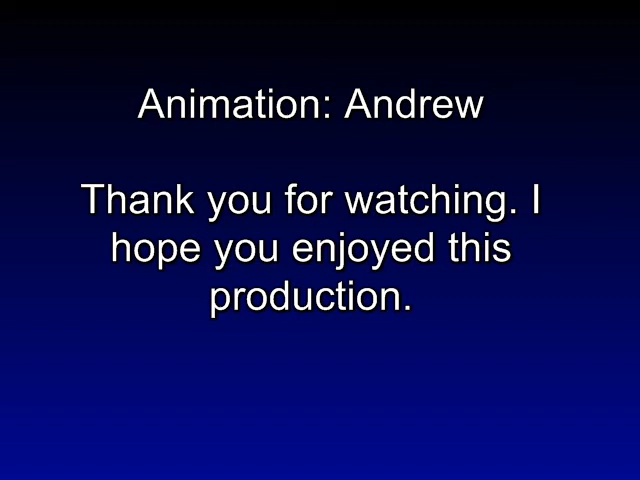 Animation: Andrew
Thank you for watching. I
hope you enjoyed this
production.